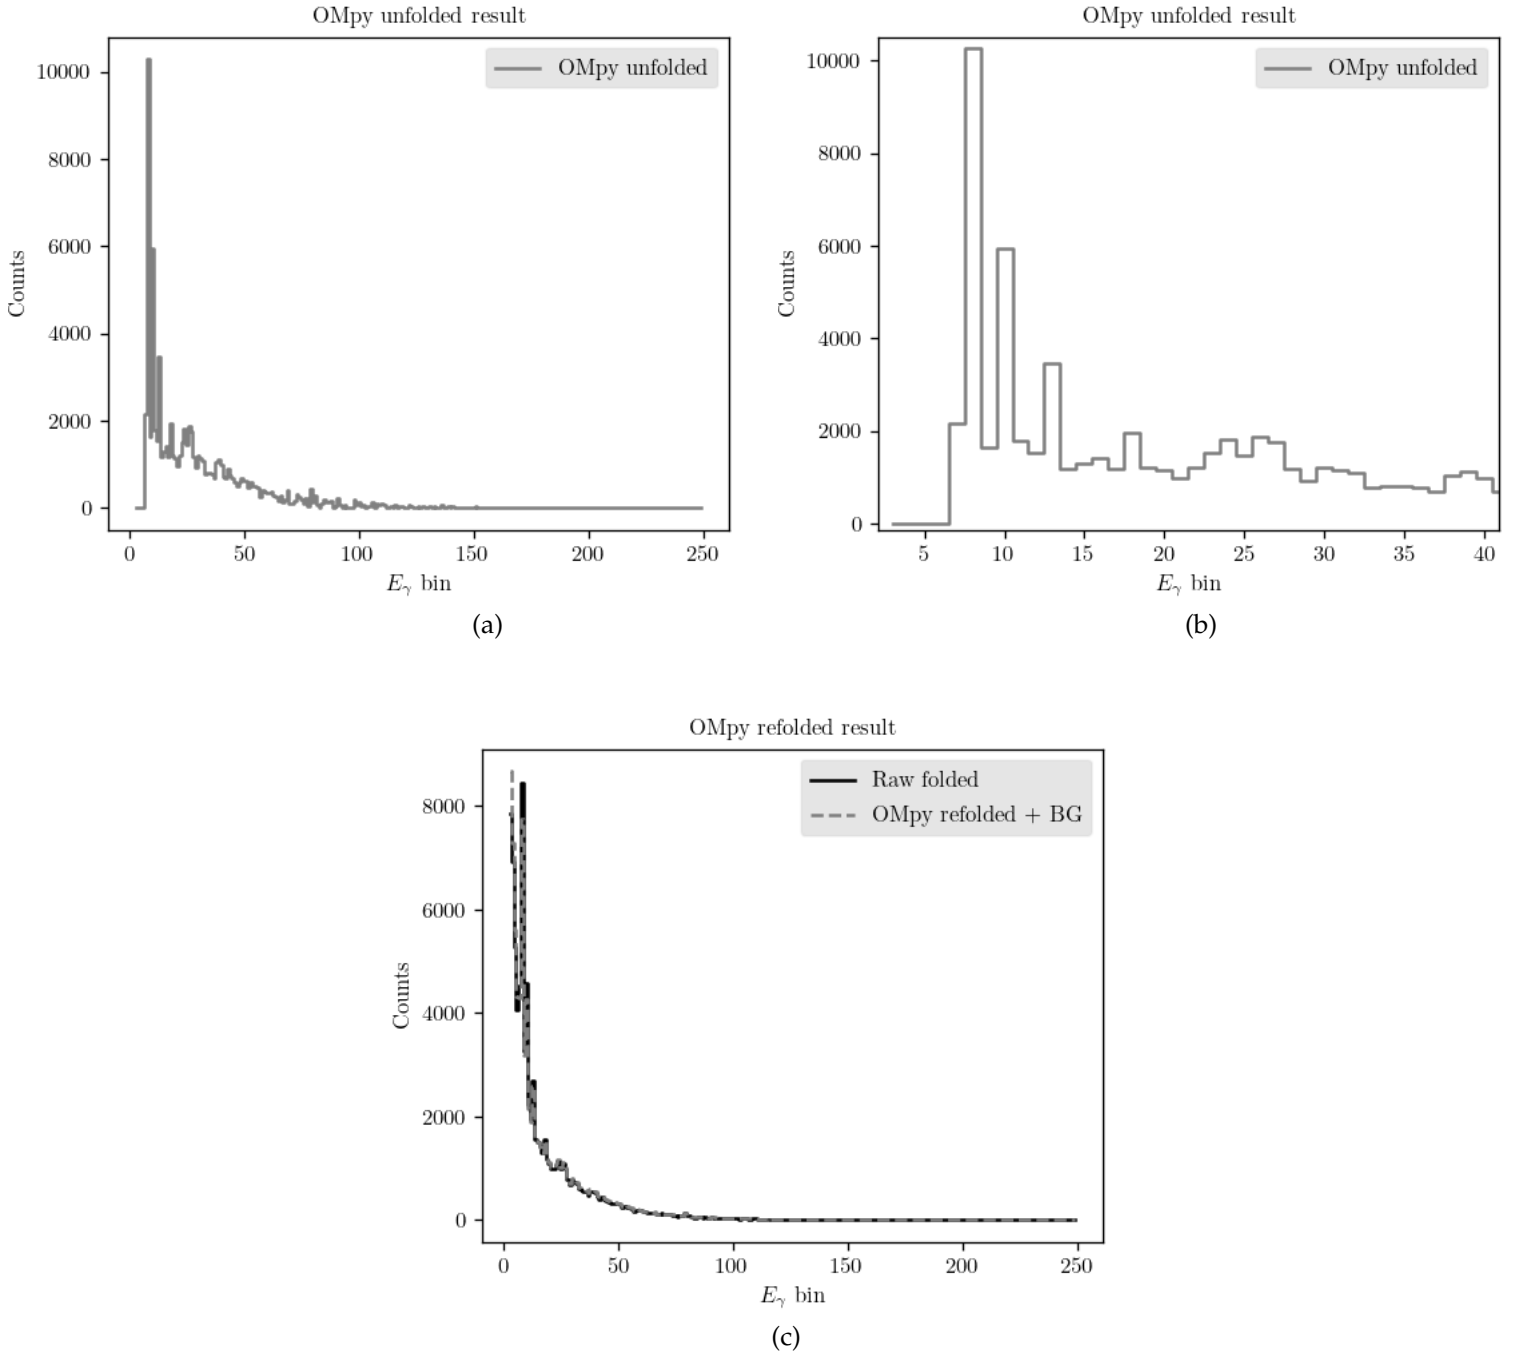 OMpy unfolded result
OMpy unfolded
10000
8000
6000
4000
2000
0
Counts
0 50 100 150 200 250
Eγ bin
(a)
OMpy unfolded result
OMpy unfolded
10000
8000
6000
4000
2000
0
Counts
5 10 15 20 25 30 35 40
Eγ bin
(b)
OMpy refolded result
Raw folded
OMpy refolded + BG
8000
6000
4000
2000
0
Counts
0 50 100 150 200 250
Eγ bin
(c)